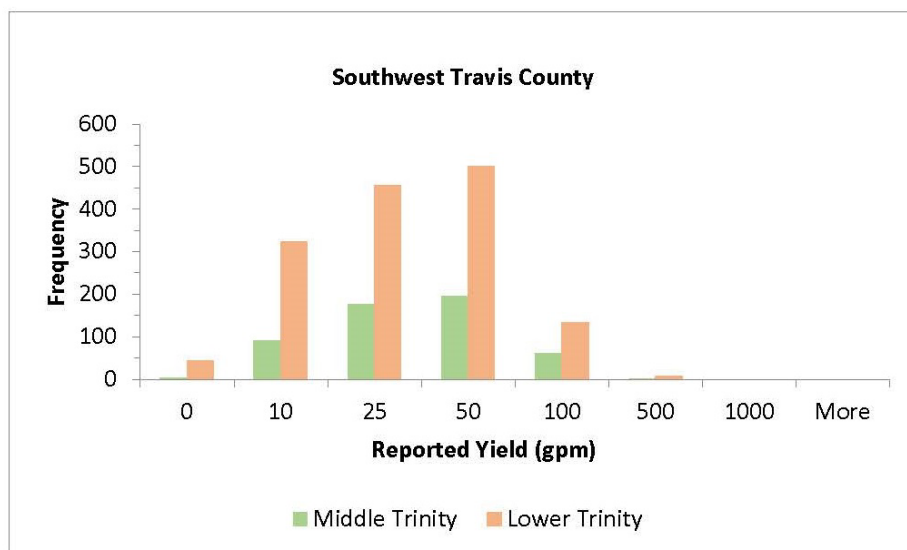 Southwest Travis County
600
500
400
300
200
100
0
Frequency
0 10 25 50 100 500 1000 More
Reported Yield (gpm)
Middle Trinity Lower Trinity